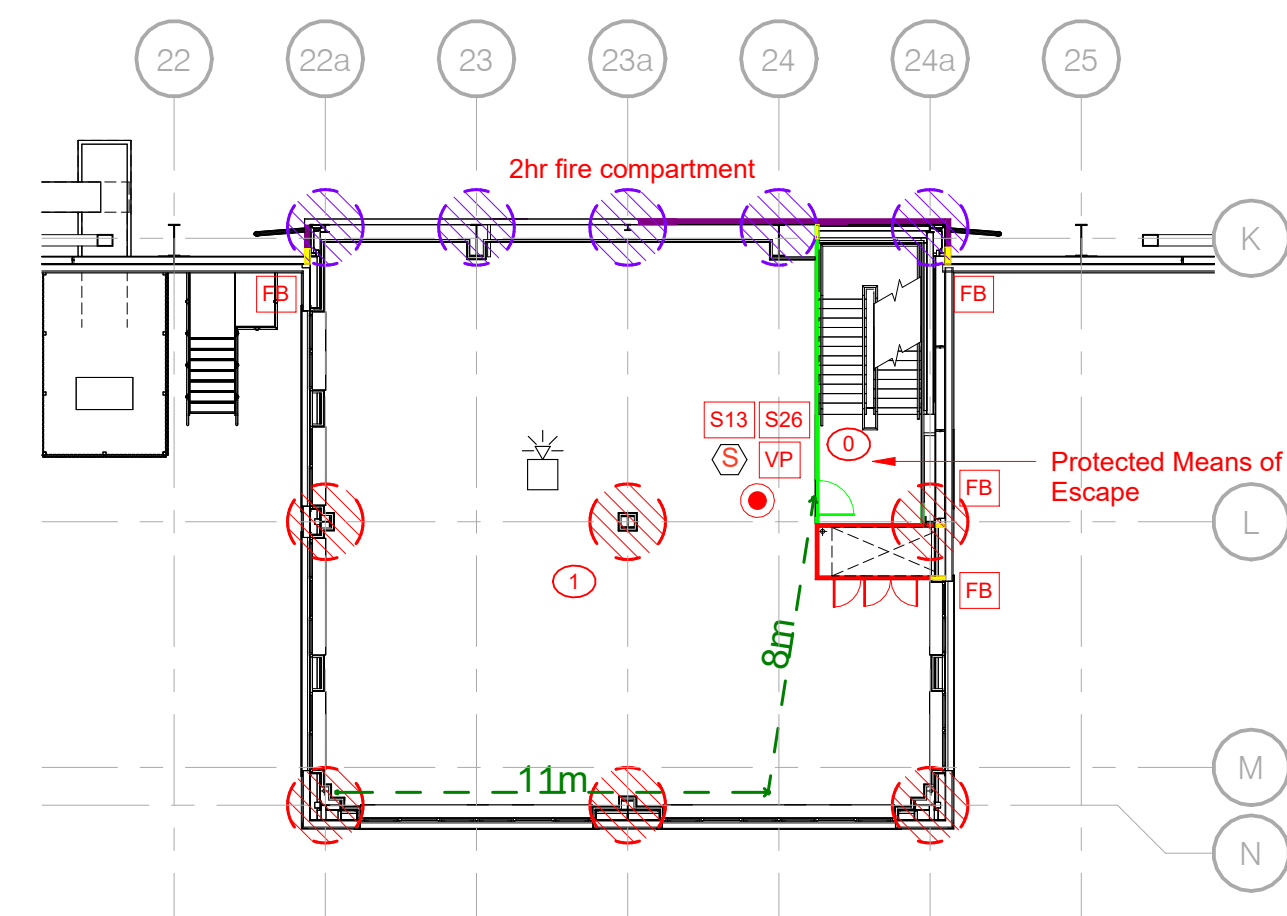 22 22a 23 23a 24 24a 25
2hr fire compartment
K
FB FB
S13 S26
S VP 0
Protected Means of
Escape
FB
L
1
FB
8m
11m
M
N